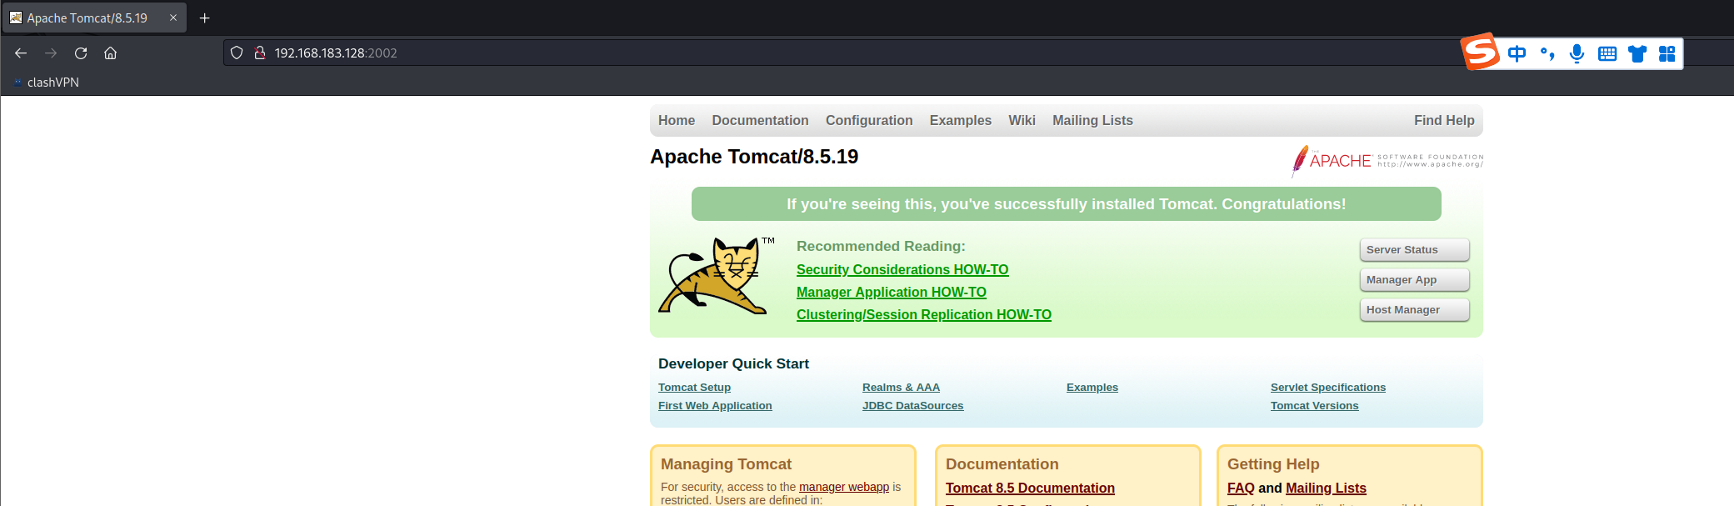 Apache Tomcat/8.5.19
192.168.183.128:2002
中
clashVPN
Home Documentation Configuration Examples Wiki Mailing Lists Find Help
Apache Tomcat/8.5.19
THE APACHE SOFTWARE FOUNDATION
http://www.apache.org/
If you're seeing this, you've successfully installed Tomcat. Congratulations!
TM
Recommended Reading:
Security Considerations HOW-TO
Manager Application HOW-TO
Clustering/Session Replication HOW-TO
Server Status
Manager App
Host Manager
Developer Quick Start
Tomcat Setup Realms & AAA Examples Servlet Specifications
First Web Application JDBC DataSources Tomcat Versions
Managing Tomcat
For security, access to the manager webapp is
restricted. Users are defined in:
Documentation
Tomcat 8.5 Documentation
Getting Help
FAQ and Mailing Lists